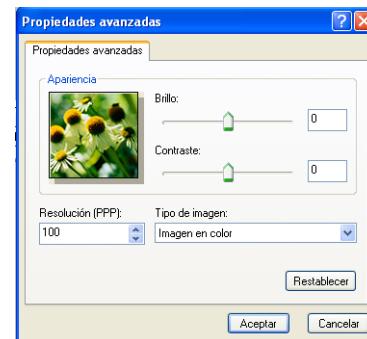 Propiedades avanzadas
Propiedades avanzadas
Apariencia
Brillo:
0
Contraste:
0
Resolución (PPP):
Tipo de imagen:
100
Imagen en color
Restablecer
Aceptar
Cancelar